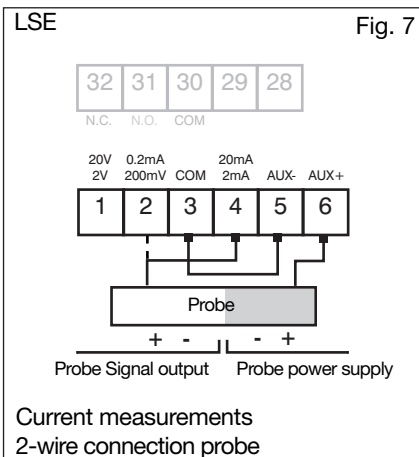 LSE Fig. 7
32 31 30 29 28
N.C. N.O. COM
20V 0.2mA 20mA
2V 200mV COM 2mA AUX- AUX+
1 2 3 4 5 6
Probe
+ - - +
Probe Signal output Probe power supply
Current measurements
2-wire connection probe